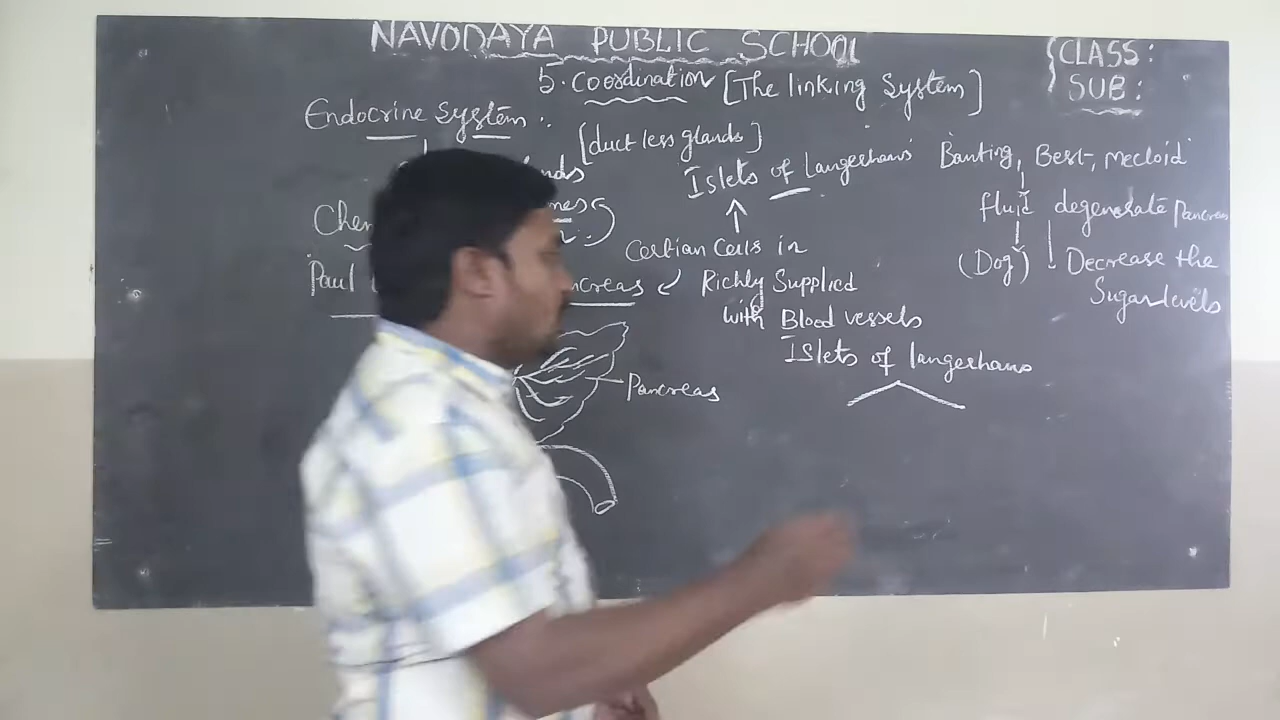 NAVODAYA PUBLIC SCHOOL
CLASS:
SUB:
5. Coordination [The linking System]
Endocrine system
[duct less glands]
Islets of Langerhans
Certian Cells in
Pancreas
Richly Supplied
with Blood vessels
Islets of langerhans
Paul
Pancreas
Banting, Best, mecloid
fluid degenerate Pancreas
(Dog) Decrease the
Sugar levels